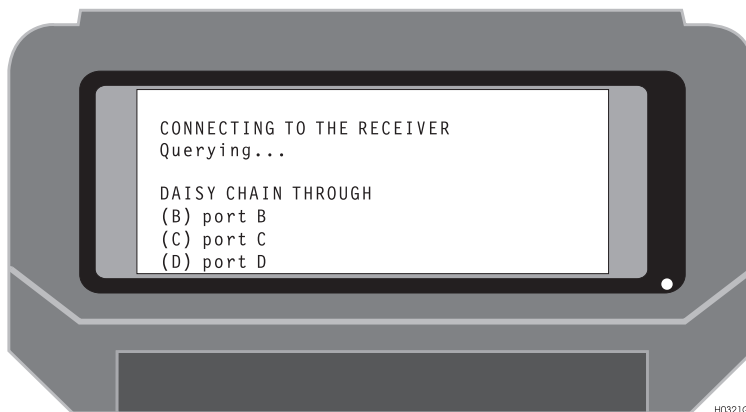 CONNECTING TO THE RECEIVER
Querying...
DAISY CHAIN THROUGH
(B) port B
(C) port C
(D) port D